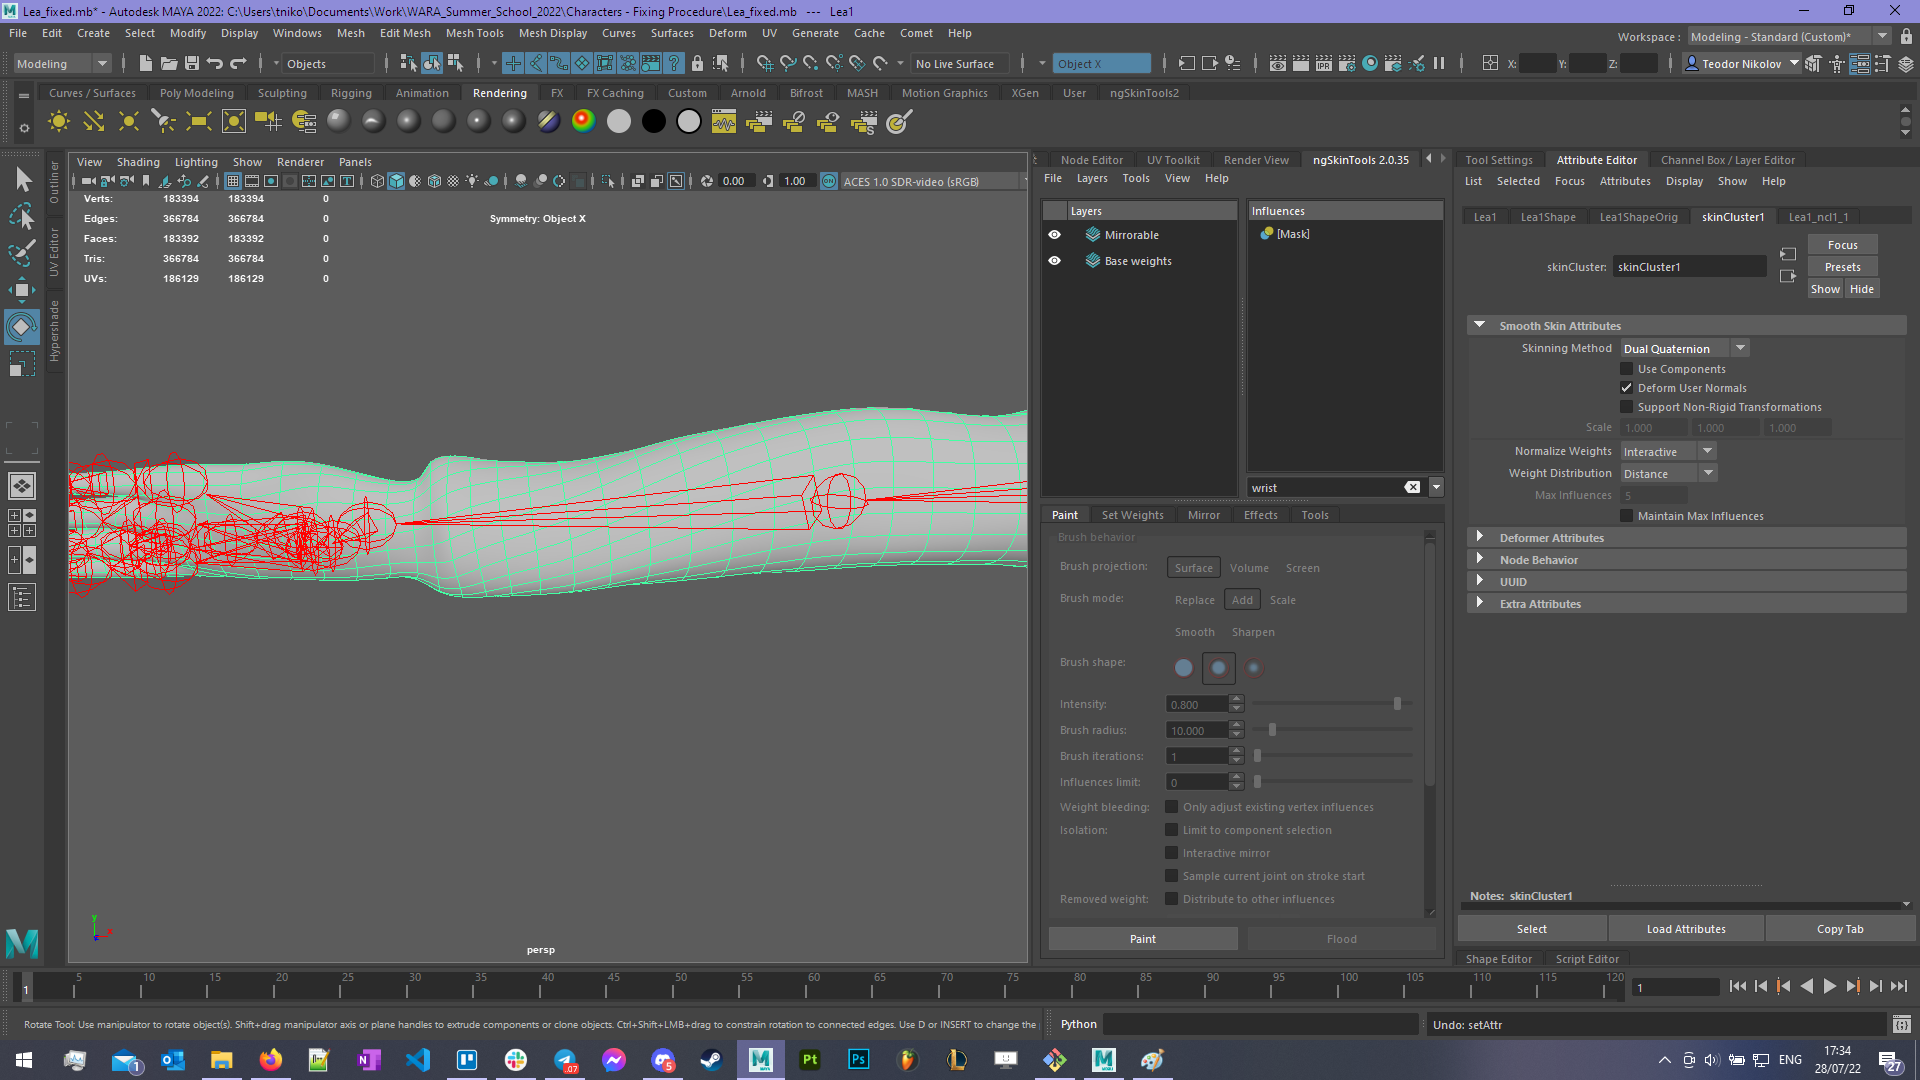 Lea_fixed.mb* - Autodesk MAYA 2022: C:\Users\tniko\Documents\Work\WARA_Summer_School_2022\Characters - Fixing Procedure\Lea_fixed.mb --- Lea1
File Edit Create Select Modify Display Windows Mesh Edit Mesh Mesh Tools Mesh Display Curves Surfaces Deform UV Generate Cache Comet Help
Workspace : Modeling - Standard (Custom)*
Modeling Objects No Live Surface Object X X: Y: Z: Teodor Nikolov
Curves / Surfaces Poly Modeling Sculpting Rigging Animation Rendering FX FX Caching Custom Arnold Bifrost MASH Motion Graphics XGen User ngSkinTools2
View Shading Lighting Show Renderer Panels
0.00 1.00 ACES 1.0 SDR-video (sRGB)
Outliner
UV Editor
Hypershade
Verts: 183394 183394 0
Edges: 366784 366784 0
Faces: 183392 183392 0
Tris: 366784 366784 0
UVs: 186129 186129 0
Symmetry: Object X
persp
Node Editor UV Toolkit Render View ngSkinTools 2.0.35
File Layers Tools View Help
Layers
Mirrorable
Base weights
Influences
[Mask]
wrist
Paint Set Weights Mirror Effects Tools
Brush behavior
Brush projection: Surface Volume Screen
Brush mode: Replace Add Scale
Smooth Sharpen
Brush shape:
Intensity: 0.800
Brush radius: 10.000
Brush iterations: 1
Influences limit: 0
Weight bleeding: Only adjust existing vertex influences
Isolation: Limit to component selection
Interactive mirror
Sample current joint on stroke start
Removed weight: Distribute to other influences
Paint Flood
Tool Settings Attribute Editor Channel Box / Layer Editor
List Selected Focus Attributes Display Show Help
Lea1 Lea1Shape Lea1ShapeOrig skinCluster1 Lea1_ncl1_1
skinCluster: skinCluster1
Focus
Presets
Show Hide
Smooth Skin Attributes
Skinning Method Dual Quaternion
Use Components
Deform User Normals
Support Non-Rigid Transformations
Scale 1.000 1.000 1.000
Normalize Weights Interactive
Weight Distribution Distance
Max Influences 5
Maintain Max Influences
Deformer Attributes
Node Behavior
UUID
Extra Attributes
Notes: skinCluster1
Select Load Attributes Copy Tab
Shape Editor Script Editor
1 5 10 15 20 25 30 35 40 45 50 55 60 65 70 75 80 85 90 95 100 105 110 115 120
1
Rotate Tool: Use manipulator to rotate object(s). Shift+drag manipulator axis or plane handles to extrude components or clone objects. Ctrl+Shift+LMB+drag to constrain rotation to connected edges. Use D or INSERT to change the
Python
Undo: setAttr
ENG
17:34
28/07/22
27